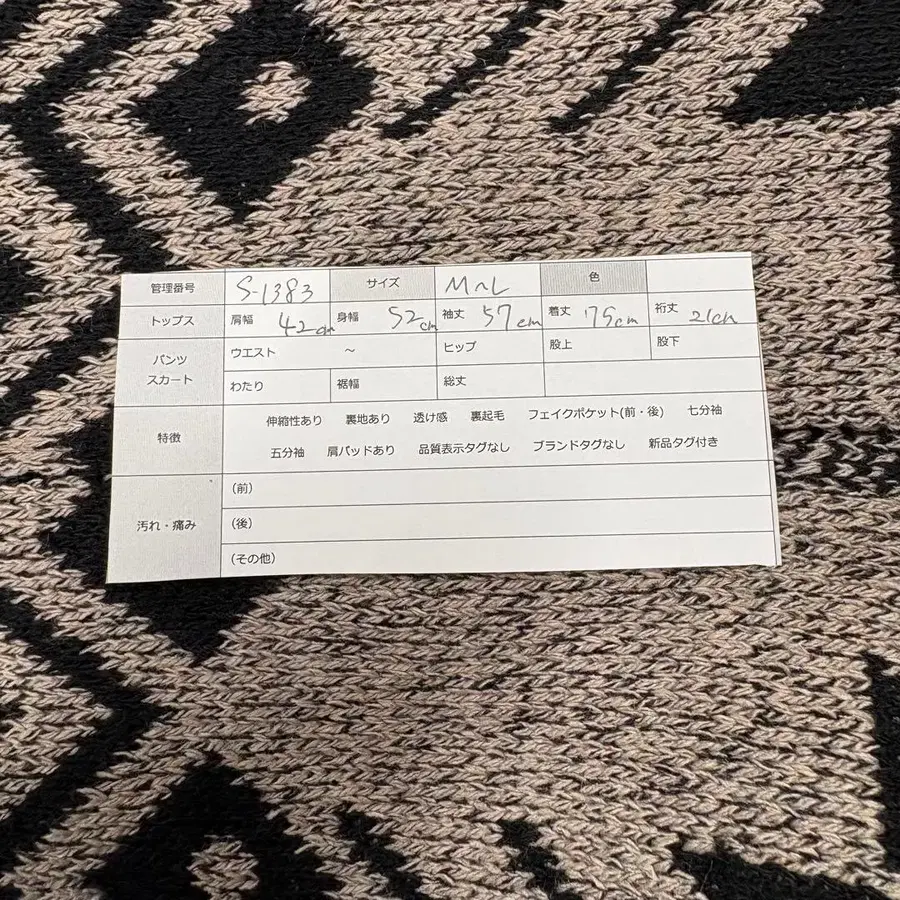 管理番号 S-1383 サイズ M〜L 色
トップス 肩幅 42cm 身幅 52cm 袖丈 57cm 着丈 75cm 裄丈 21cm
パンツ スカート ウエスト 〜 ヒップ 股上 股下
わたり 裾幅 総丈
特徴 伸縮性あり 裏地あり 透け感 裏起毛 フェイクポケット(前・後) 七分袖
五分袖 肩パッドあり 品質表示タグなし ブランドタグなし 新品タグ付き
汚れ・痛み (前)
(後)
(その他)